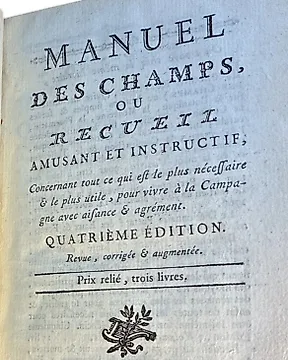 MANUEL
DES CHAMPS,
OU
RECUEIL
AMUSANT ET INSTRUCTIF,
Concernant tout ce qui est le plus nécessaire
& le plus utile, pour vivre à la Campa-
gne avec aisance & agrément.
QUATRIÈME ÉDITION.
Revue, corrigée & augmentée.
Prix relié, trois livres.